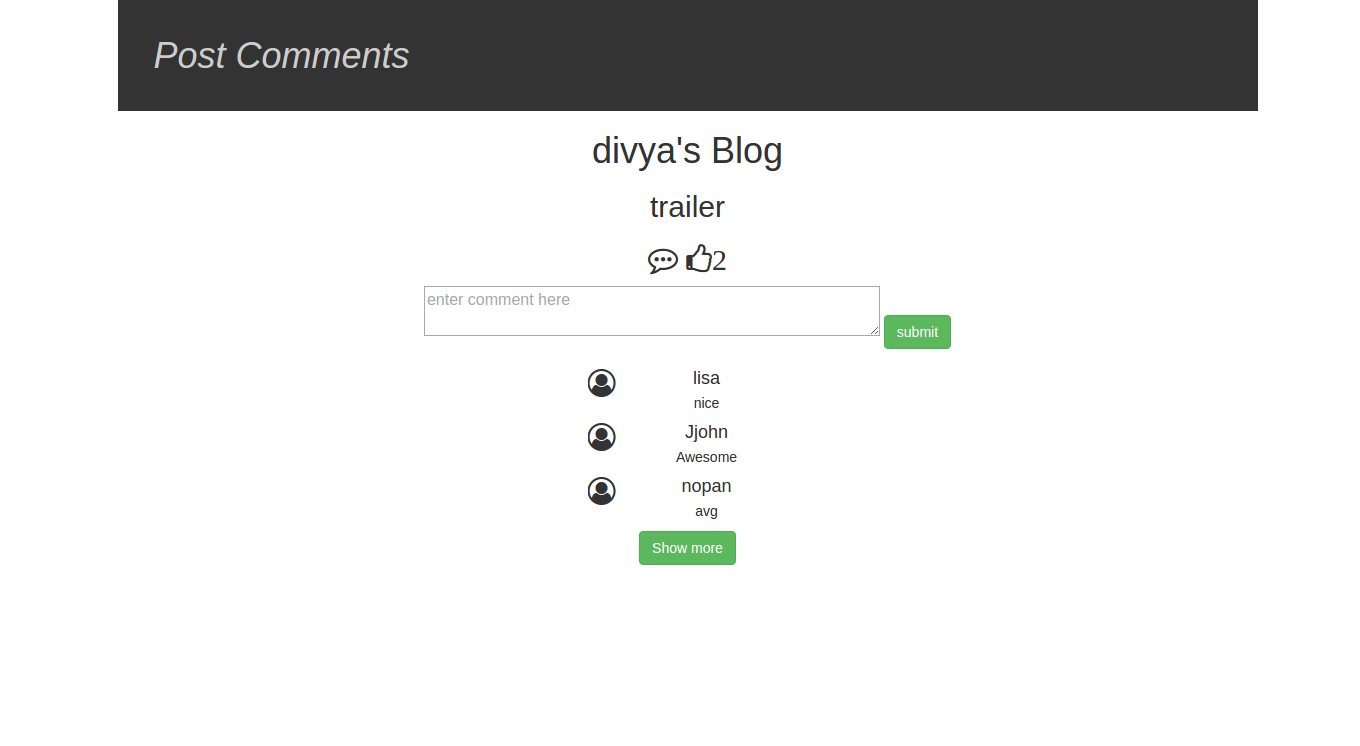 Post Comments
divya's Blog
trailer
2
enter comment here
submit
lisa
nice
Jjohn
Awesome
nopan
avg
Show more